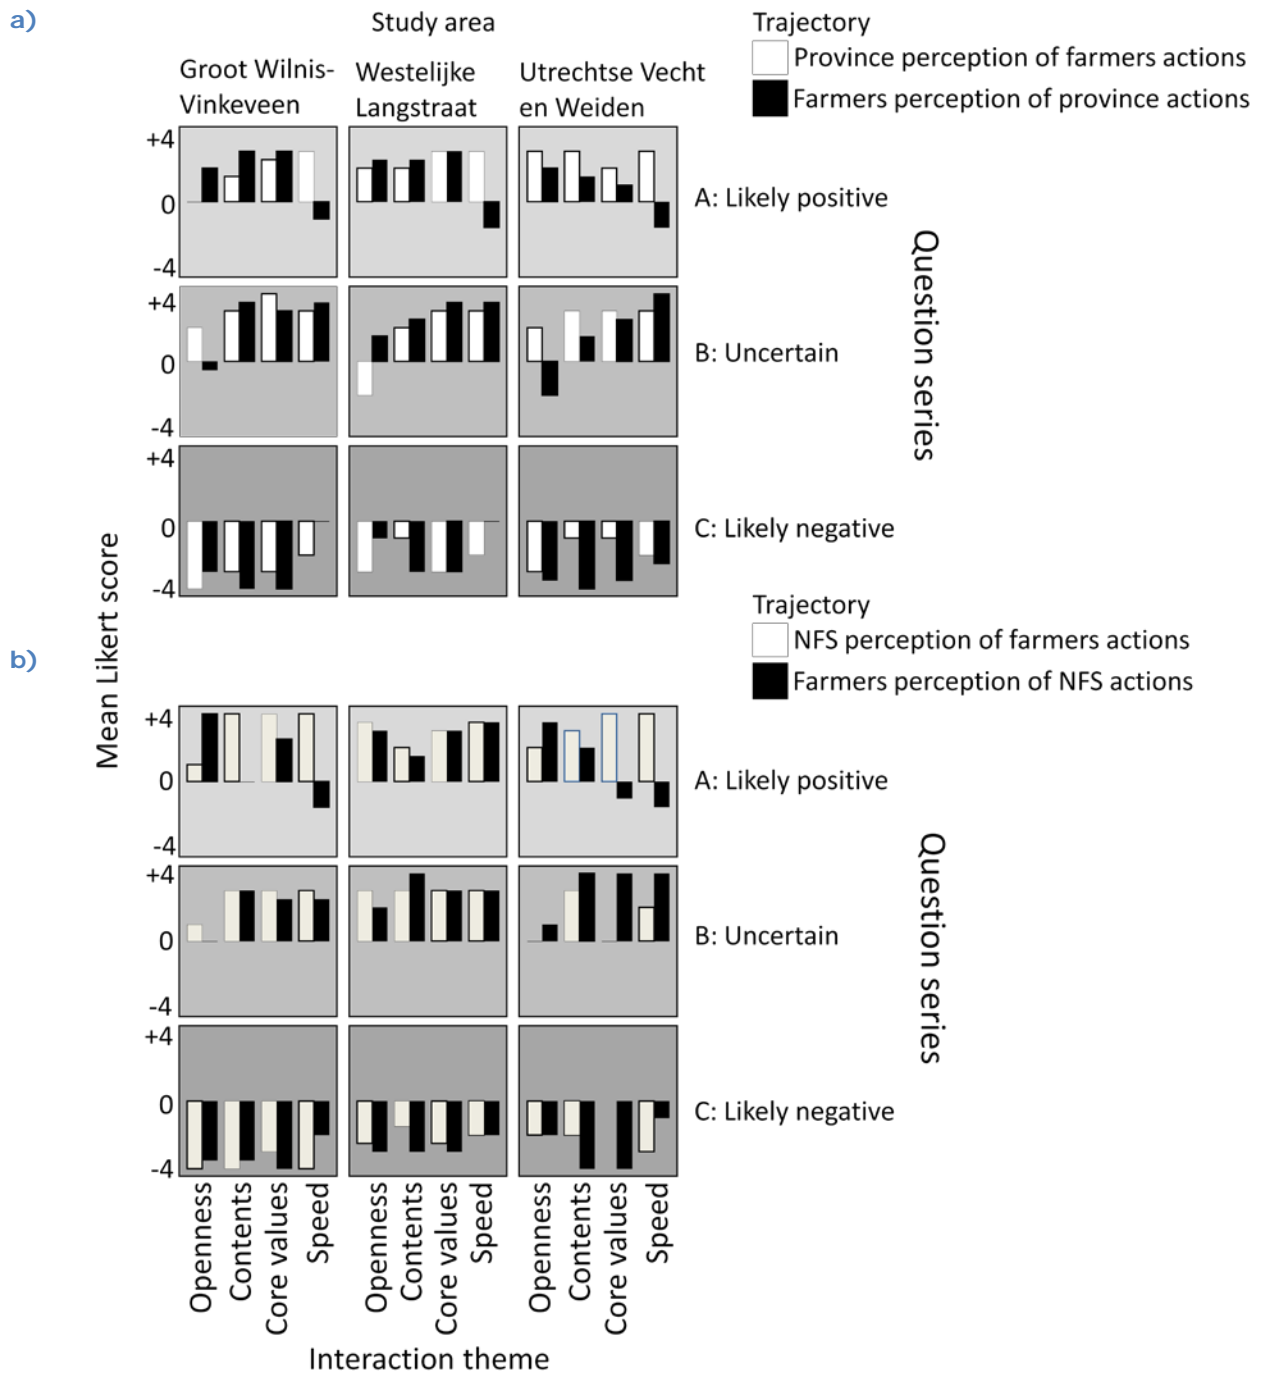 a)
Study area
Groot Wilnis-
Vinkeveen
Westelijke
Langstraat
Utrechtse Vecht
en Weiden
Trajectory
Province perception of farmers actions
Farmers perception of province actions
+4
0
-4
A: Likely positive
+4
0
-4
B: Uncertain
+4
0
-4
C: Likely negative
Question series
Mean Likert score
b)
Trajectory
NFS perception of farmers actions
Farmers perception of NFS actions
+4
0
-4
A: Likely positive
+4
0
-4
B: Uncertain
+4
0
-4
C: Likely negative
Question series
Openness
Contents
Core values
Speed
Openness
Contents
Core values
Speed
Openness
Contents
Core values
Speed
Interaction theme